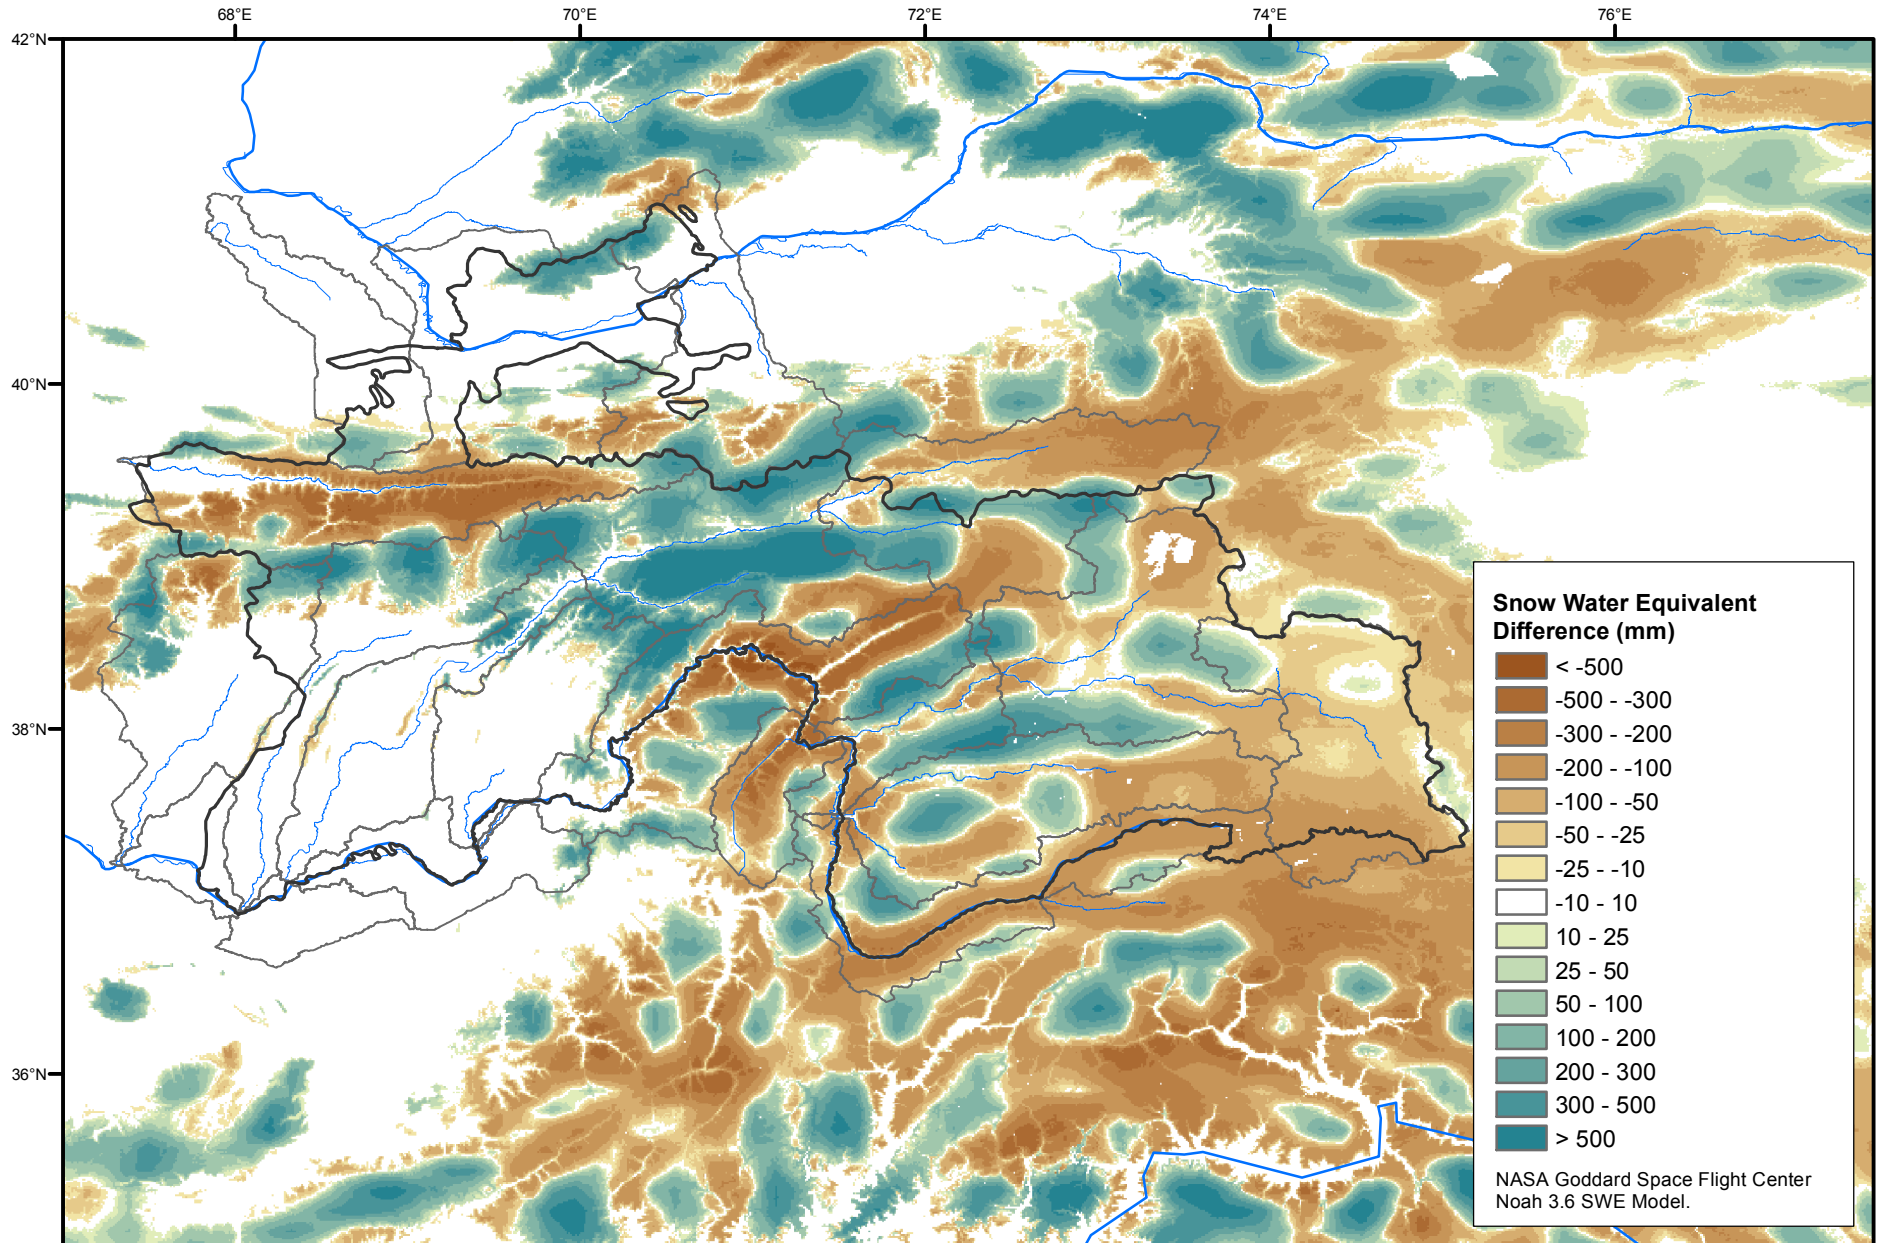 68°E 70°E 72°E 74°E 76°E
42°N
40°N
38°N
36°N
Snow Water Equivalent
Difference (mm)
< -500
-500 - -300
-300 - -200
-200 - -100
-100 - -50
-50 - -25
-25 - -10
-10 - 10
10 - 25
25 - 50
50 - 100
100 - 200
200 - 300
300 - 500
> 500
NASA Goddard Space Flight Center
Noah 3.6 SWE Model.